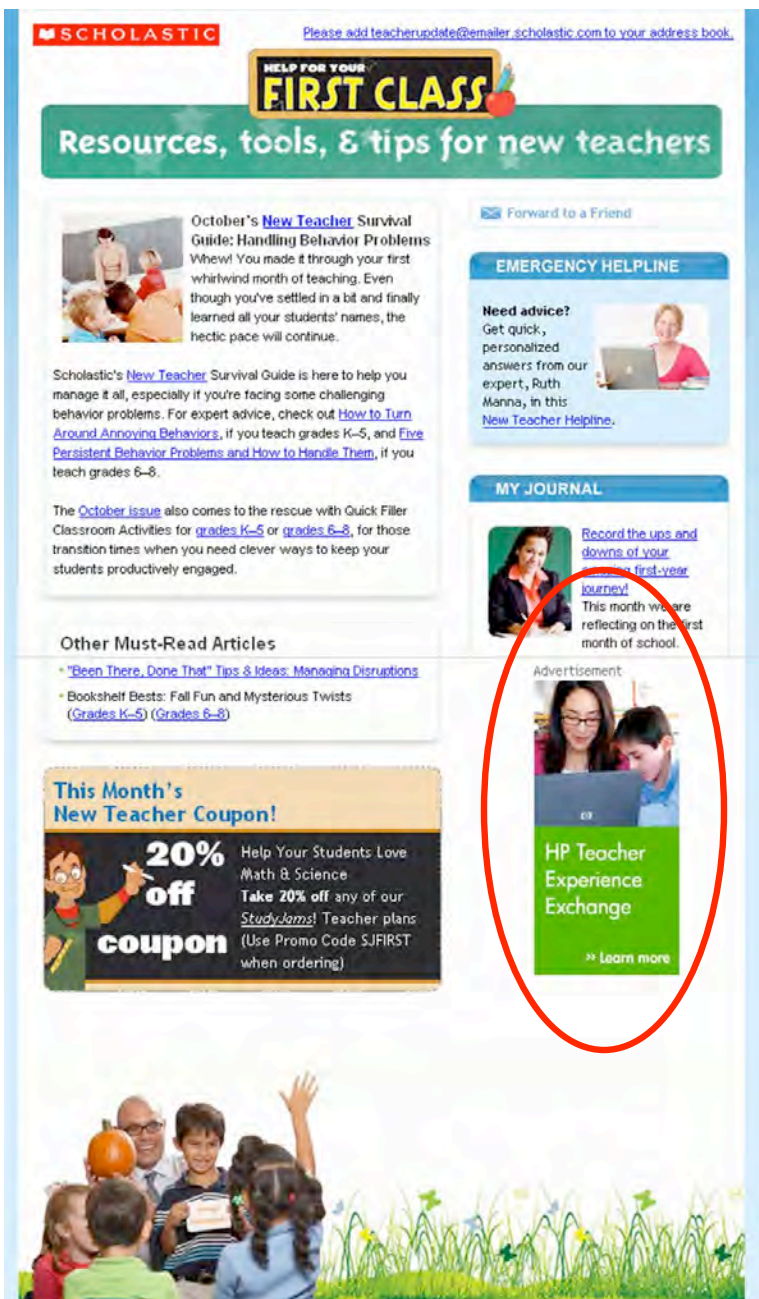 SCHOLASTIC
Please add teacherupdate@emailer.scholastic.com to your address book.
HELP FOR YOUR
FIRST CLASS
Resources, tools, & tips for new teachers
October's New Teacher Survival
Guide: Handling Behavior Problems
Whew! You made it through your first
whirlwind month of teaching. Even
though you've settled in a bit and finally
learned all your students' names, the
hectic pace will continue.
Scholastic's New Teacher Survival Guide is here to help you
manage it all, especially if you're facing some challenging
behavior problems. For expert advice, check out How to Turn
Around Annoying Behaviors, if you teach grades K–5, and Five
Persistent Behavior Problems and How to Handle Them, if you
teach grades 6–8.
The October issue also comes to the rescue with Quick Filler
Classroom Activities for grades K–5 or grades 6–8, for those
transition times when you need clever ways to keep your
students productively engaged.
Other Must-Read Articles
• "Been There, Done That" Tips & Ideas: Managing Disruptions
• Bookshelf Bests: Fall Fun and Mysterious Twists
(Grades K–5) (Grades 6–8)
This Month's
New Teacher Coupon!
20%
off
coupon
Help Your Students Love
Math & Science
Take 20% off any of our
StudyJams! Teacher plans
(Use Promo Code SJFIRST
when ordering)
Forward to a Friend
EMERGENCY HELPLINE
Need advice?
Get quick,
personalized
answers from our
expert, Ruth
Manna, in this
New Teacher Helpline.
MY JOURNAL
Record the ups and
downs of your
amazing first-year
journey!
This month we are
reflecting on the first
month of school.
Advertisement
hp
HP Teacher
Experience
Exchange
» Learn more